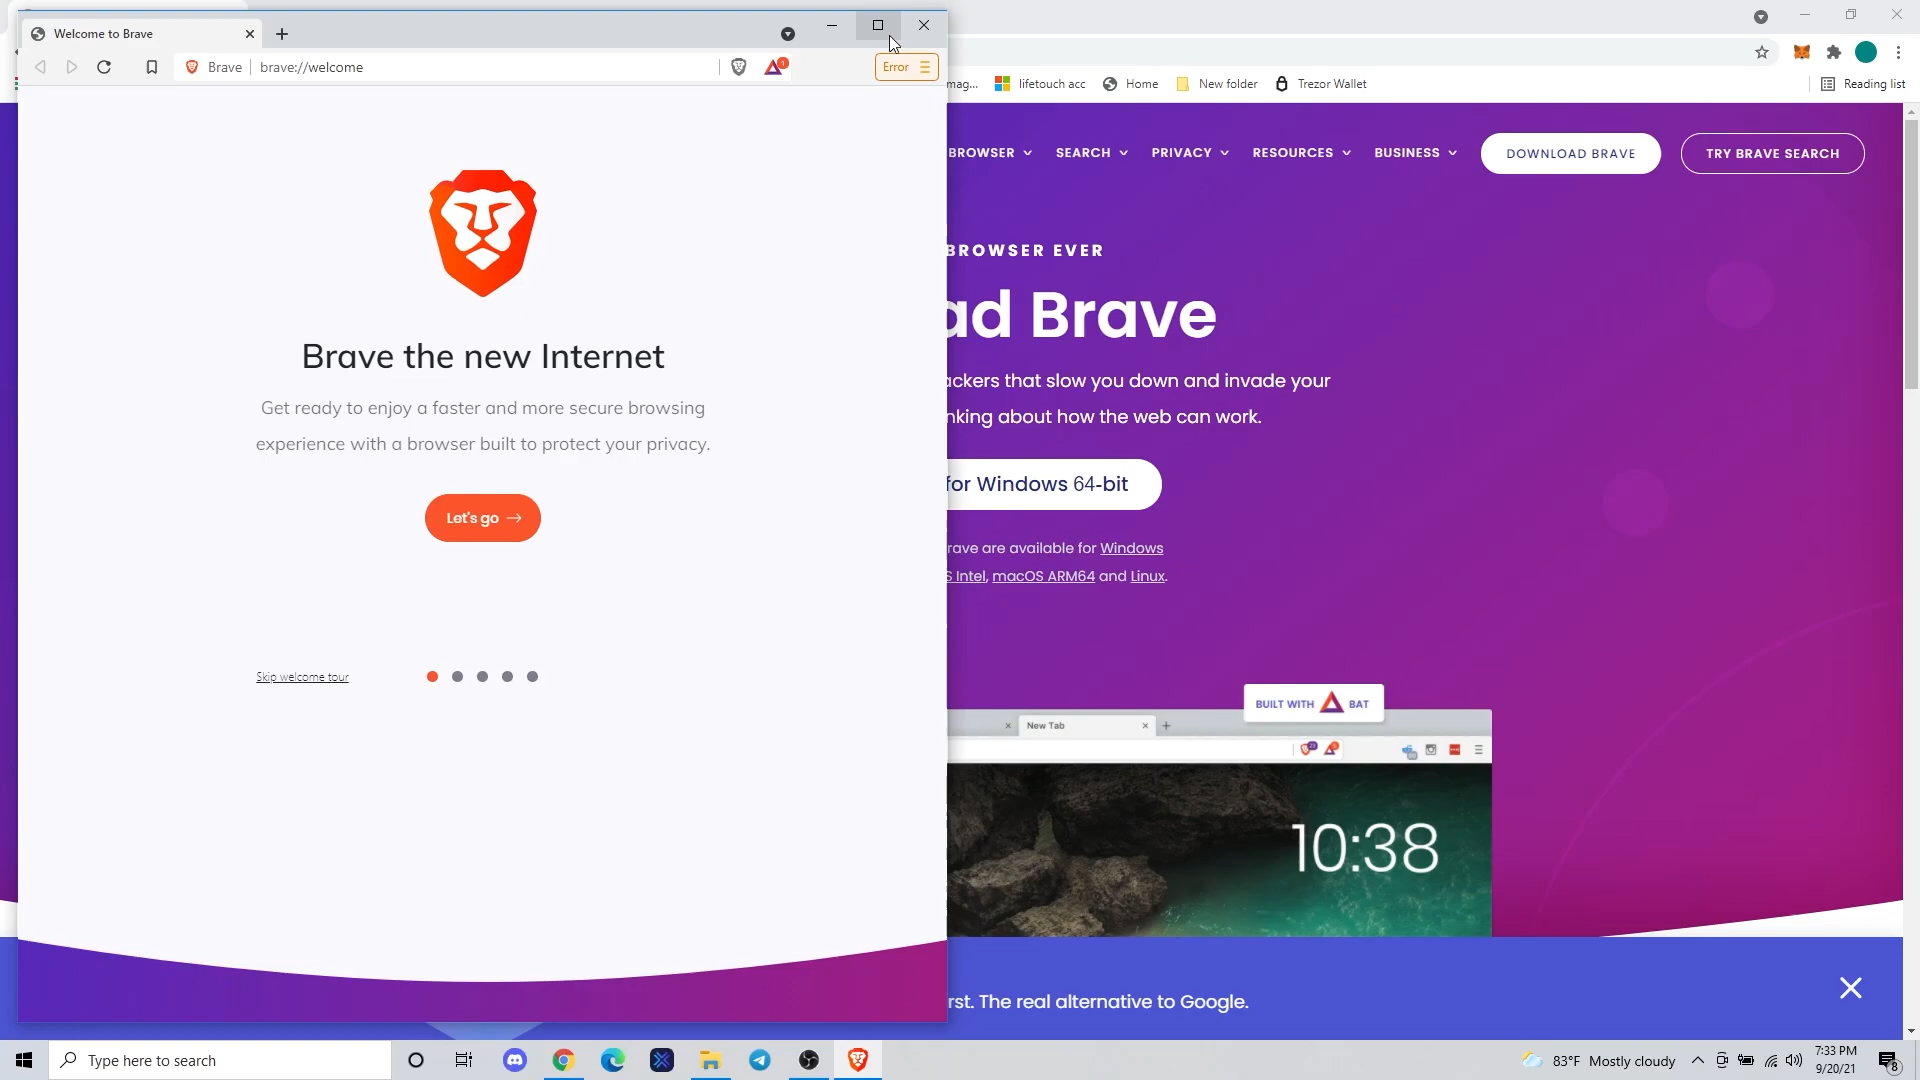 Welcome to Brave
Brave
brave://welcome
1
Error
mag...
lifetouch acc
Home
New folder
Trezor Wallet
Reading list
BROWSER
SEARCH
PRIVACY
RESOURCES
BUSINESS
DOWNLOAD BRAVE
TRY BRAVE SEARCH
BROWSER EVER
ad Brave
ackers that slow you down and invade your
nking about how the web can work.
for Windows 64-bit
rave are available for Windows
S Intel, macOS ARM64 and Linux.
Brave the new Internet
Get ready to enjoy a faster and more secure browsing
experience with a browser built to protect your privacy.
Let's go →
Skip welcome tour
BUILT WITH BAT
New Tab
10:38
rst. The real alternative to Google.
Type here to search
83°F Mostly cloudy
7:33 PM
9/20/21
8